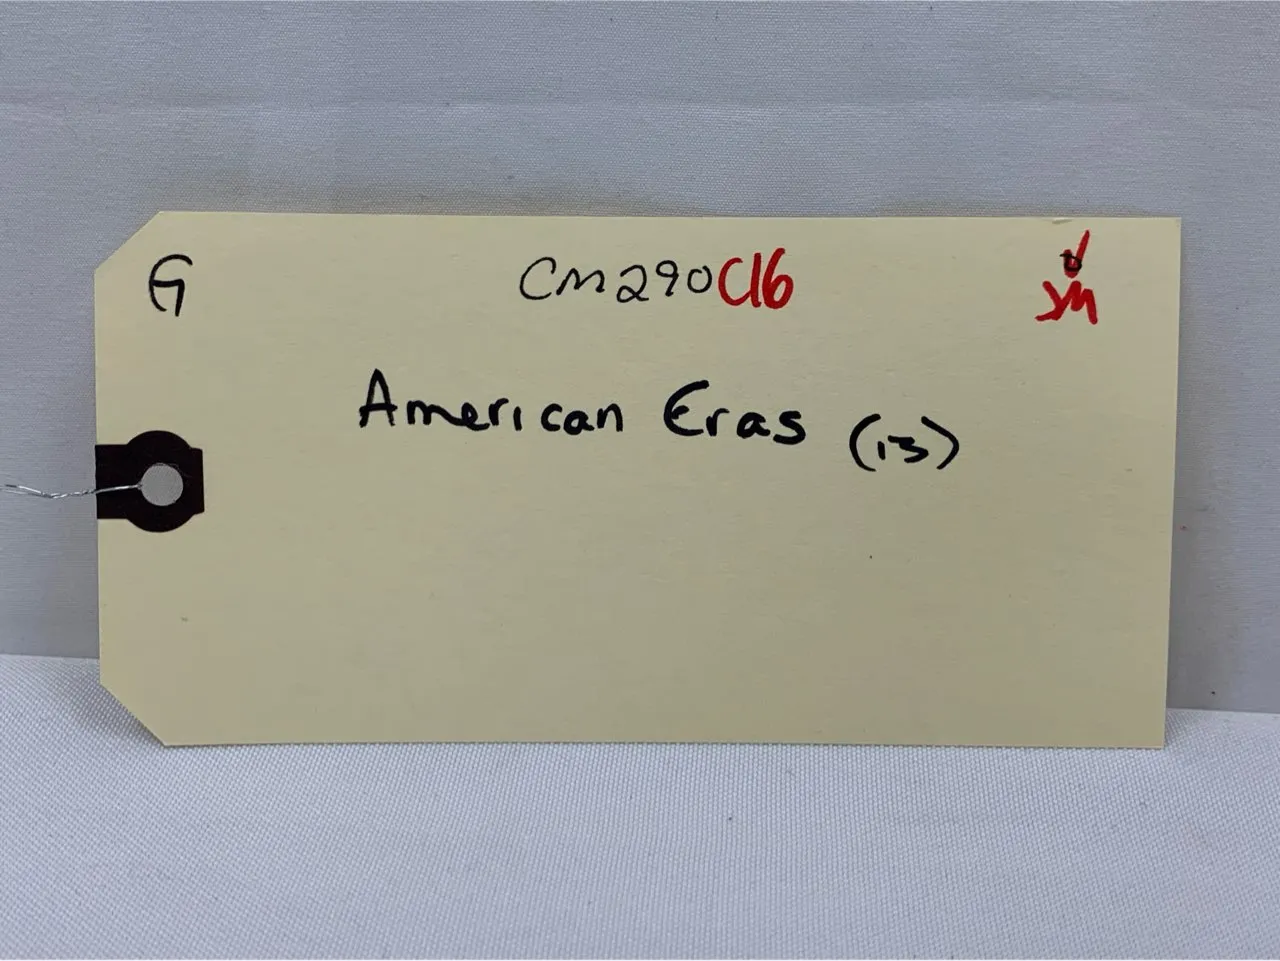 G CM290C16
American Eras (13)